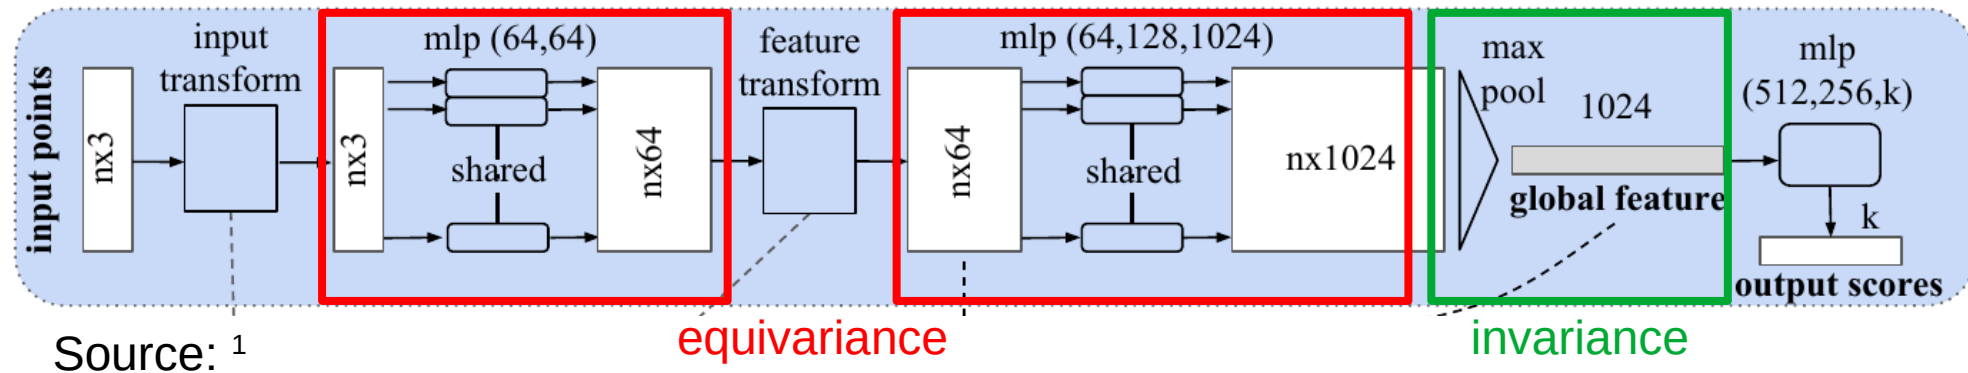 input points
nx3
input
transform
mlp (64,64)
nx3
shared
nx64
feature
transform
mlp (64,128,1024)
nx64
shared
nx1024
max
pool
1024
global feature
mlp
(512,256,k)
k
output scores
Source: 1
equivariance
invariance